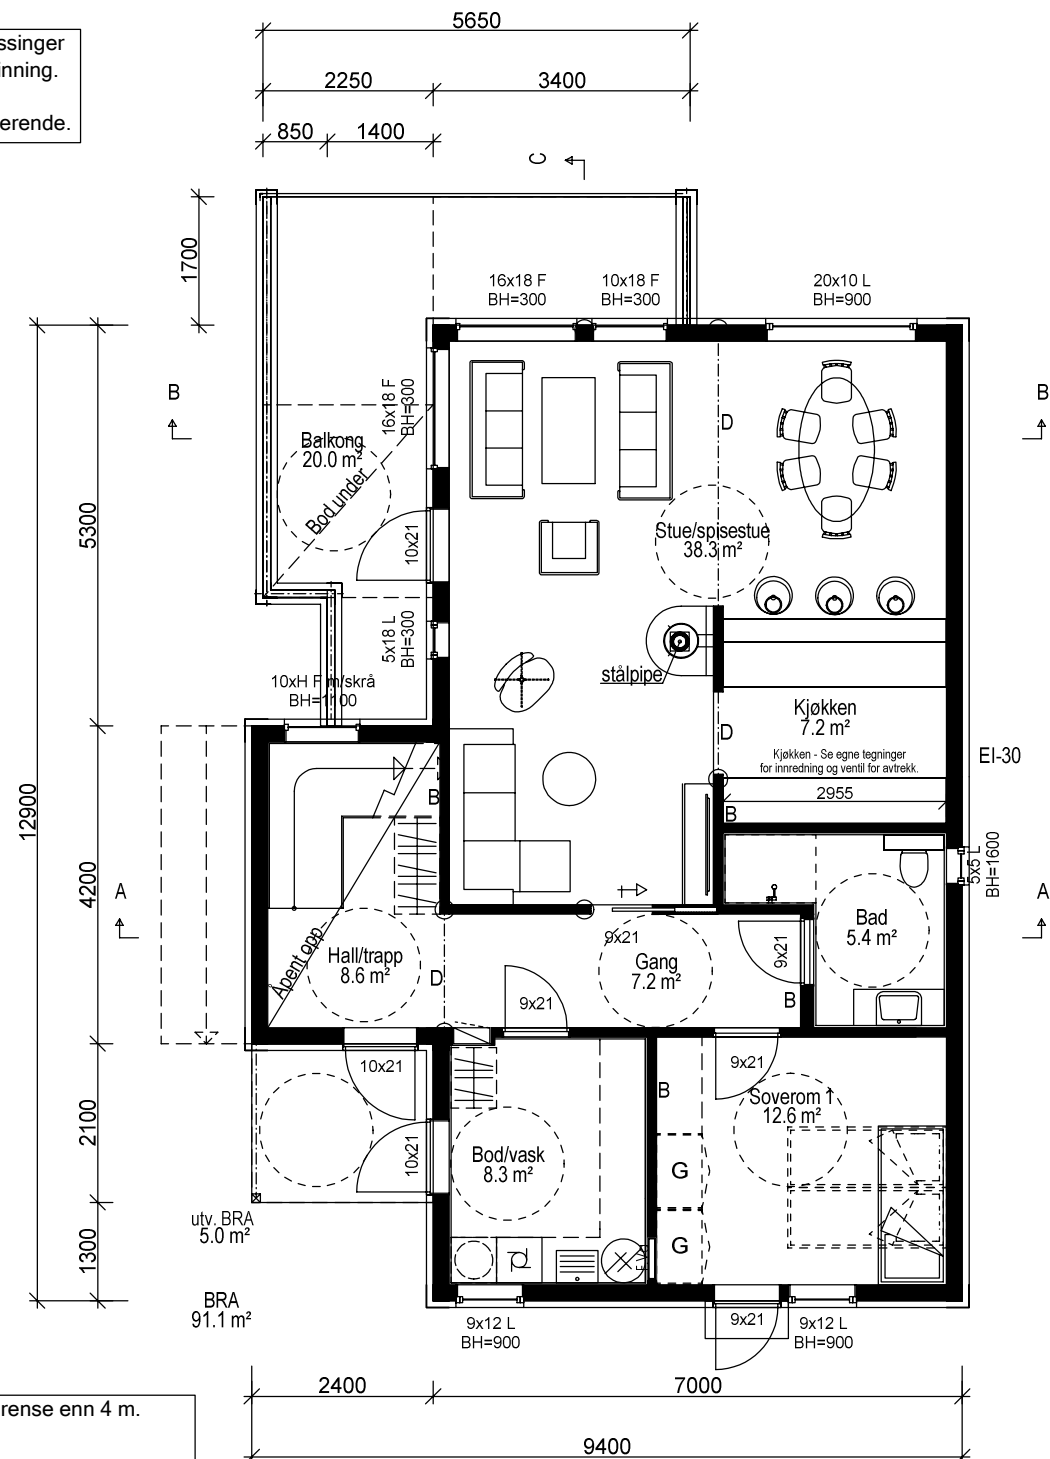 5650
ssinger
inning.
erende.
2250
3400
850
1400
C
1700
16x18 F
BH=300
10x18 F
BH=300
20x10 L
BH=900
B
B
16x18 F
BH=300
D
Balkong
20.0 m²
Bod under
10x21
Stue/spisestue
38.3 m²
5300
5x18 L
BH=300
stålpipe
10xH F m/skrå
BH=1100
Kjøkken
7.2 m²
D
Kjøkken - Se egne tegninger
for innredning og ventil for avtrekk.
EI-30
2955
B
B
12900
4200
5x5 L
BH=1600
A
A
Bad
5.4 m²
Åpent opp
Hall/trapp
8.6 m²
D
9x21
Gang
7.2 m²
9x21
B
9x21
10x21
9x21
B
Soverom 1
12.6 m²
2100
10x21
Bod/vask
8.3 m²
G
utv. BRA
5.0 m²
G
1300
BRA
91.1 m²
9x12 L
BH=900
9x21
9x12 L
BH=900
2400
7000
rense enn 4 m.
9400